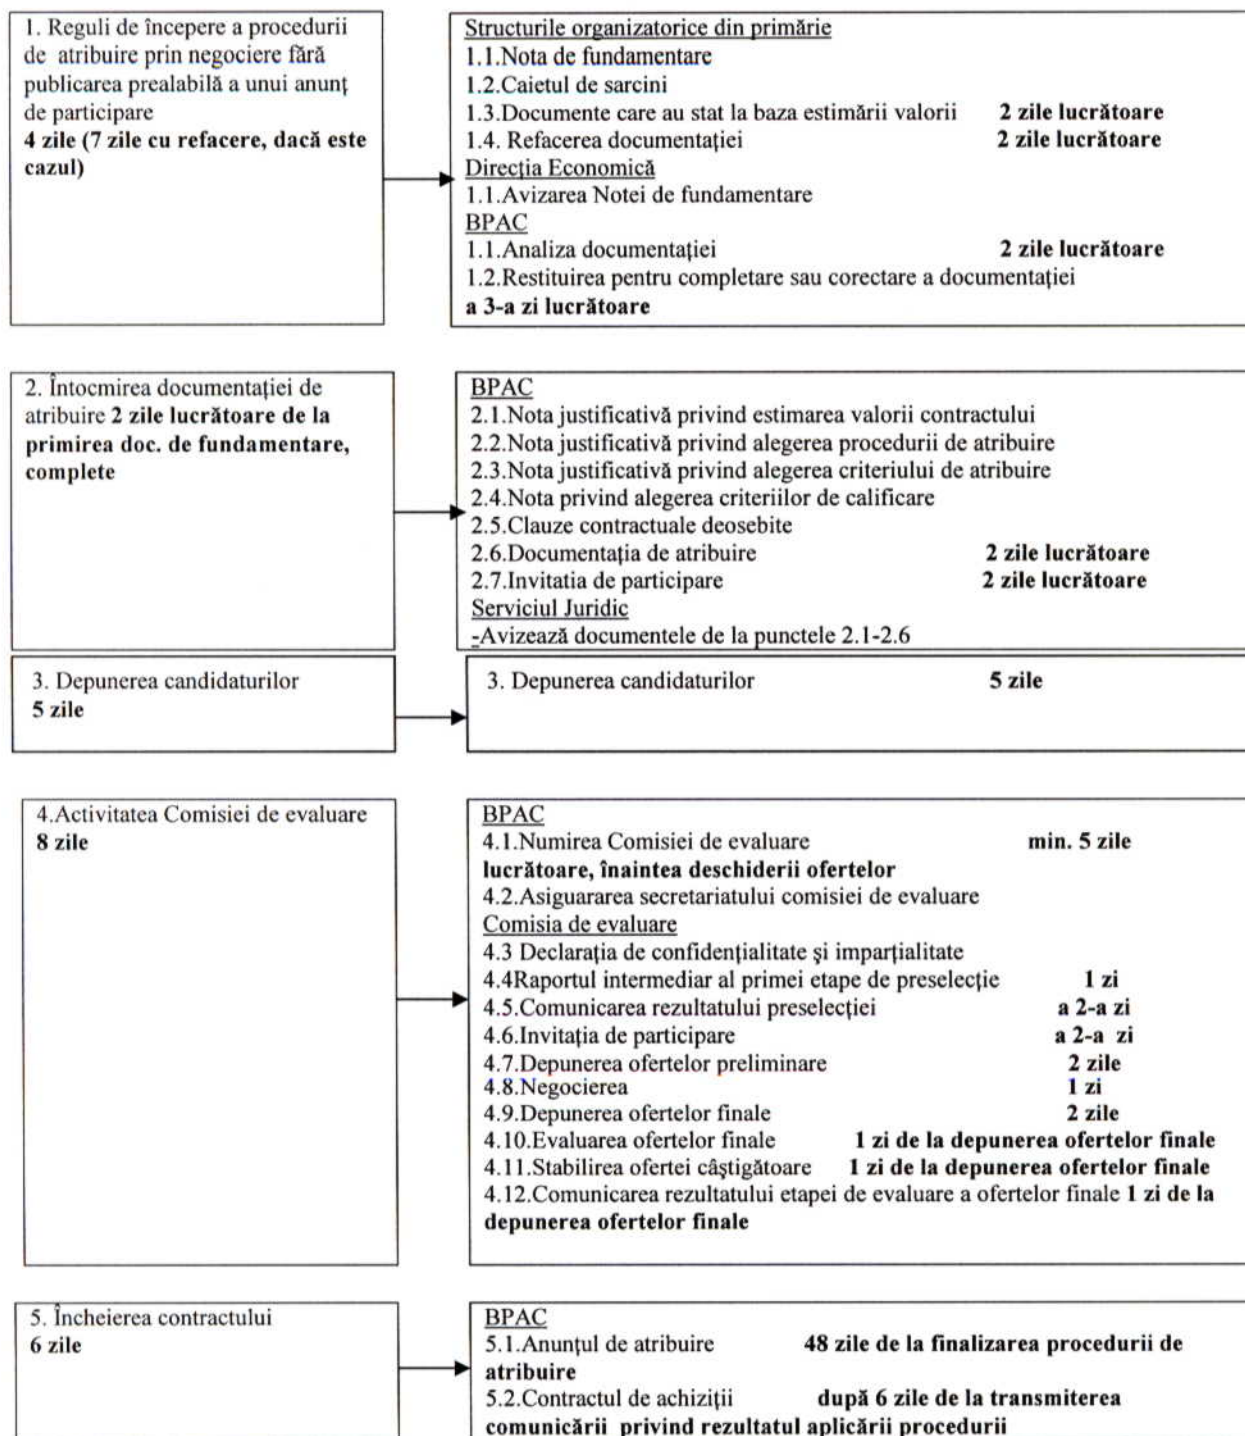 1. Reguli de începere a procedurii
de atribuire prin negociere fără
publicarea prealabilă a unui anunţ
de participare
4 zile (7 zile cu refacere, dacă este
cazul)
Structurile organizatorice din primărie
1.1.Nota de fundamentare
1.2.Caietul de sarcini
1.3.Documente care au stat la baza estimării valorii 2 zile lucrătoare
1.4. Refacerea documentaţiei 2 zile lucrătoare
Direcţia Economică
1.1.Avizarea Notei de fundamentare
BPAC
1.1.Analiza documentaţiei 2 zile lucrătoare
1.2.Restituirea pentru completare sau corectare a documentaţiei
a 3-a zi lucrătoare
2. Întocmirea documentaţiei de
atribuire 2 zile lucrătoare de la
primirea doc. de fundamentare,
complete
BPAC
2.1.Nota justificativă privind estimarea valorii contractului
2.2.Nota justificativă privind alegerea procedurii de atribuire
2.3.Nota justificativă privind alegerea criteriului de atribuire
2.4.Nota privind alegerea criteriilor de calificare
2.5.Clauze contractuale deosebite
2.6.Documentaţia de atribuire 2 zile lucrătoare
2.7.Invitatia de participare 2 zile lucrătoare
Serviciul Juridic
-Avizează documentele de la punctele 2.1-2.6
3. Depunerea candidaturilor
5 zile
3. Depunerea candidaturilor 5 zile
4.Activitatea Comisiei de evaluare
8 zile
BPAC
4.1.Numirea Comisiei de evaluare min. 5 zile
lucrătoare, înaintea deschiderii ofertelor
4.2.Asiguararea secretariatului comisiei de evaluare
Comisia de evaluare
4.3 Declaraţia de confidenţialitate şi imparţialitate
4.4Raportul intermediar al primei etape de preselecţie 1 zi
4.5.Comunicarea rezultatului preselecţiei a 2-a zi
4.6.Invitaţia de participare a 2-a zi
4.7.Depunerea ofertelor preliminare 2 zile
4.8.Negocierea 1 zi
4.9.Depunerea ofertelor finale 2 zile
4.10.Evaluarea ofertelor finale 1 zi de la depunerea ofertelor finale
4.11.Stabilirea ofertei câştigătoare 1 zi de la depunerea ofertelor finale
4.12.Comunicarea rezultatului etapei de evaluare a ofertelor finale 1 zi de la
depunerea ofertelor finale
5. Încheierea contractului
6 zile
BPAC
5.1.Anunţul de atribuire 48 zile de la finalizarea procedurii de
atribuire
5.2.Contractul de achiziţii după 6 zile de la transmiterea
comunicării privind rezultatul aplicării procedurii